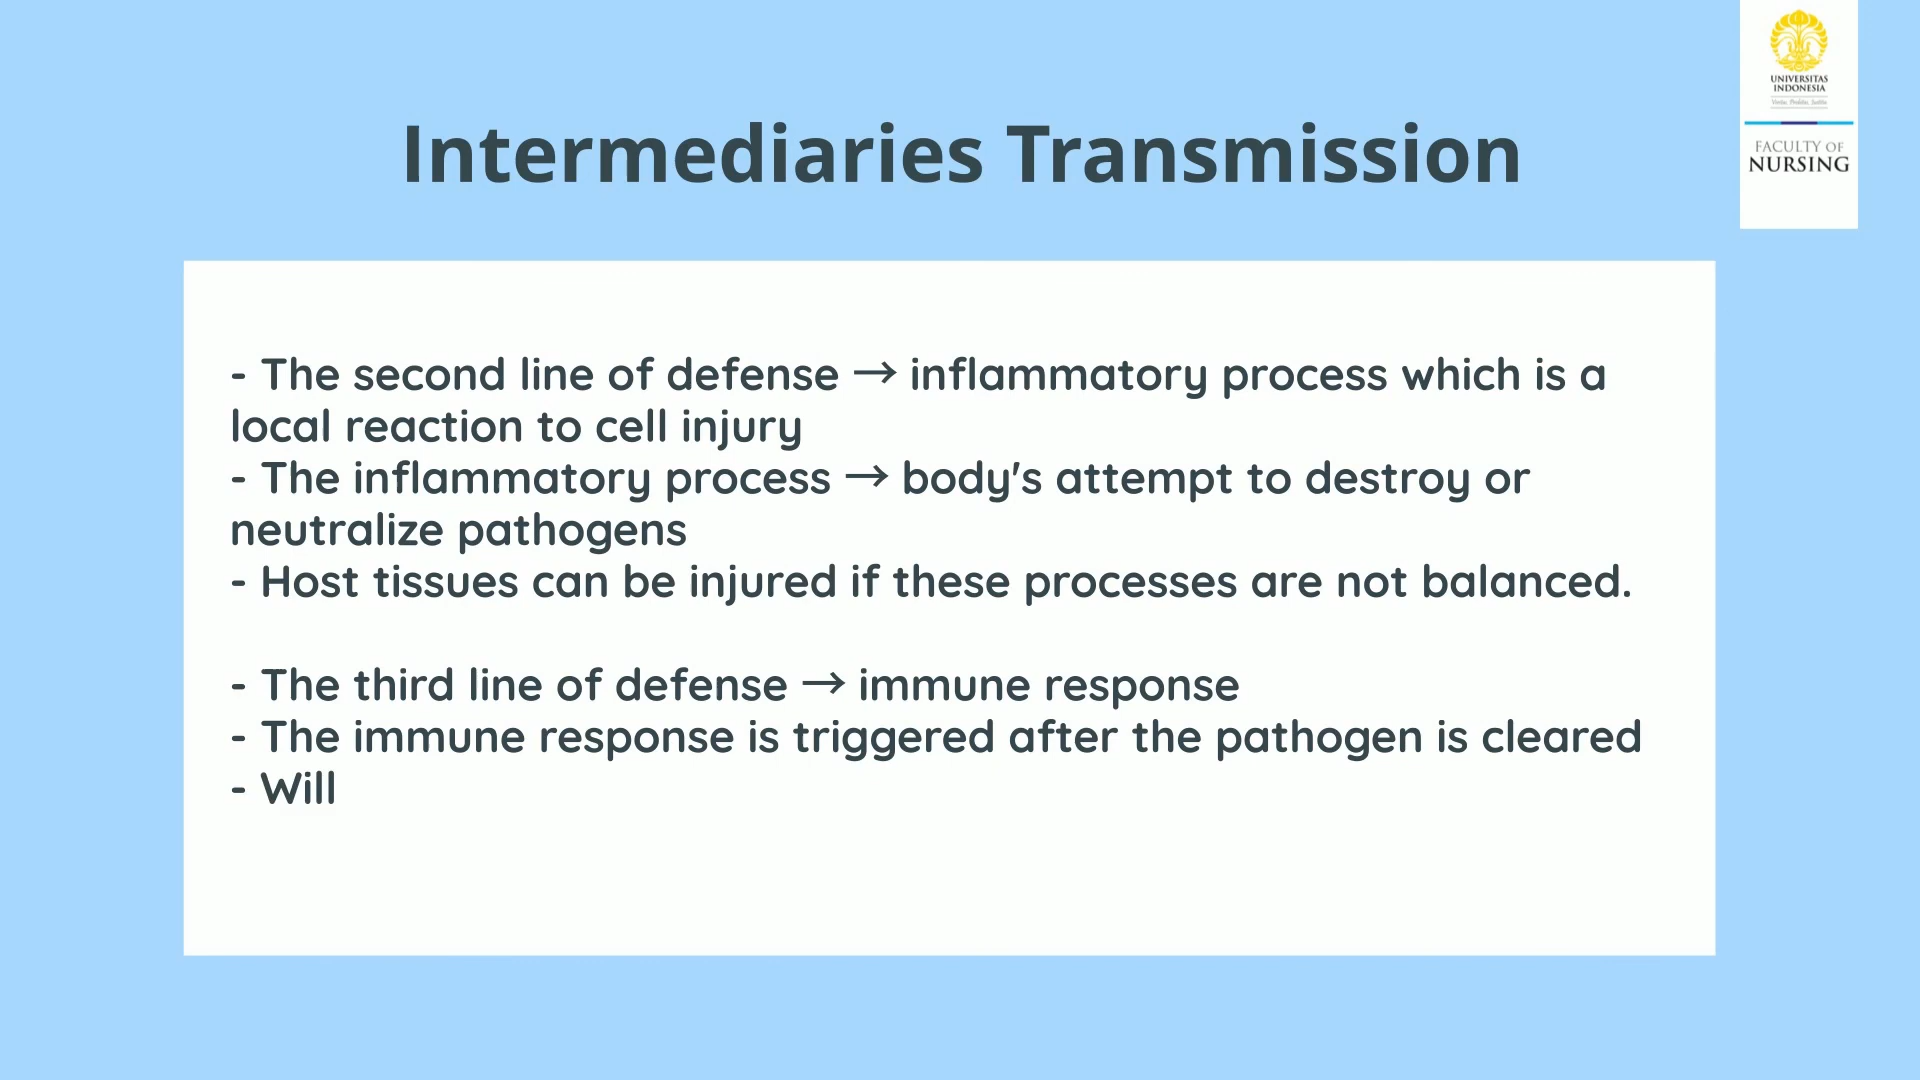 UNIVERSITAS
INDONESIA
Veritas, Probitas, Iustitia
FACULTY OF
NURSING
Intermediaries Transmission
- The second line of defense → inflammatory process which is a
local reaction to cell injury
- The inflammatory process → body's attempt to destroy or
neutralize pathogens
- Host tissues can be injured if these processes are not balanced.
- The third line of defense → immune response
- The immune response is triggered after the pathogen is cleared
- Will